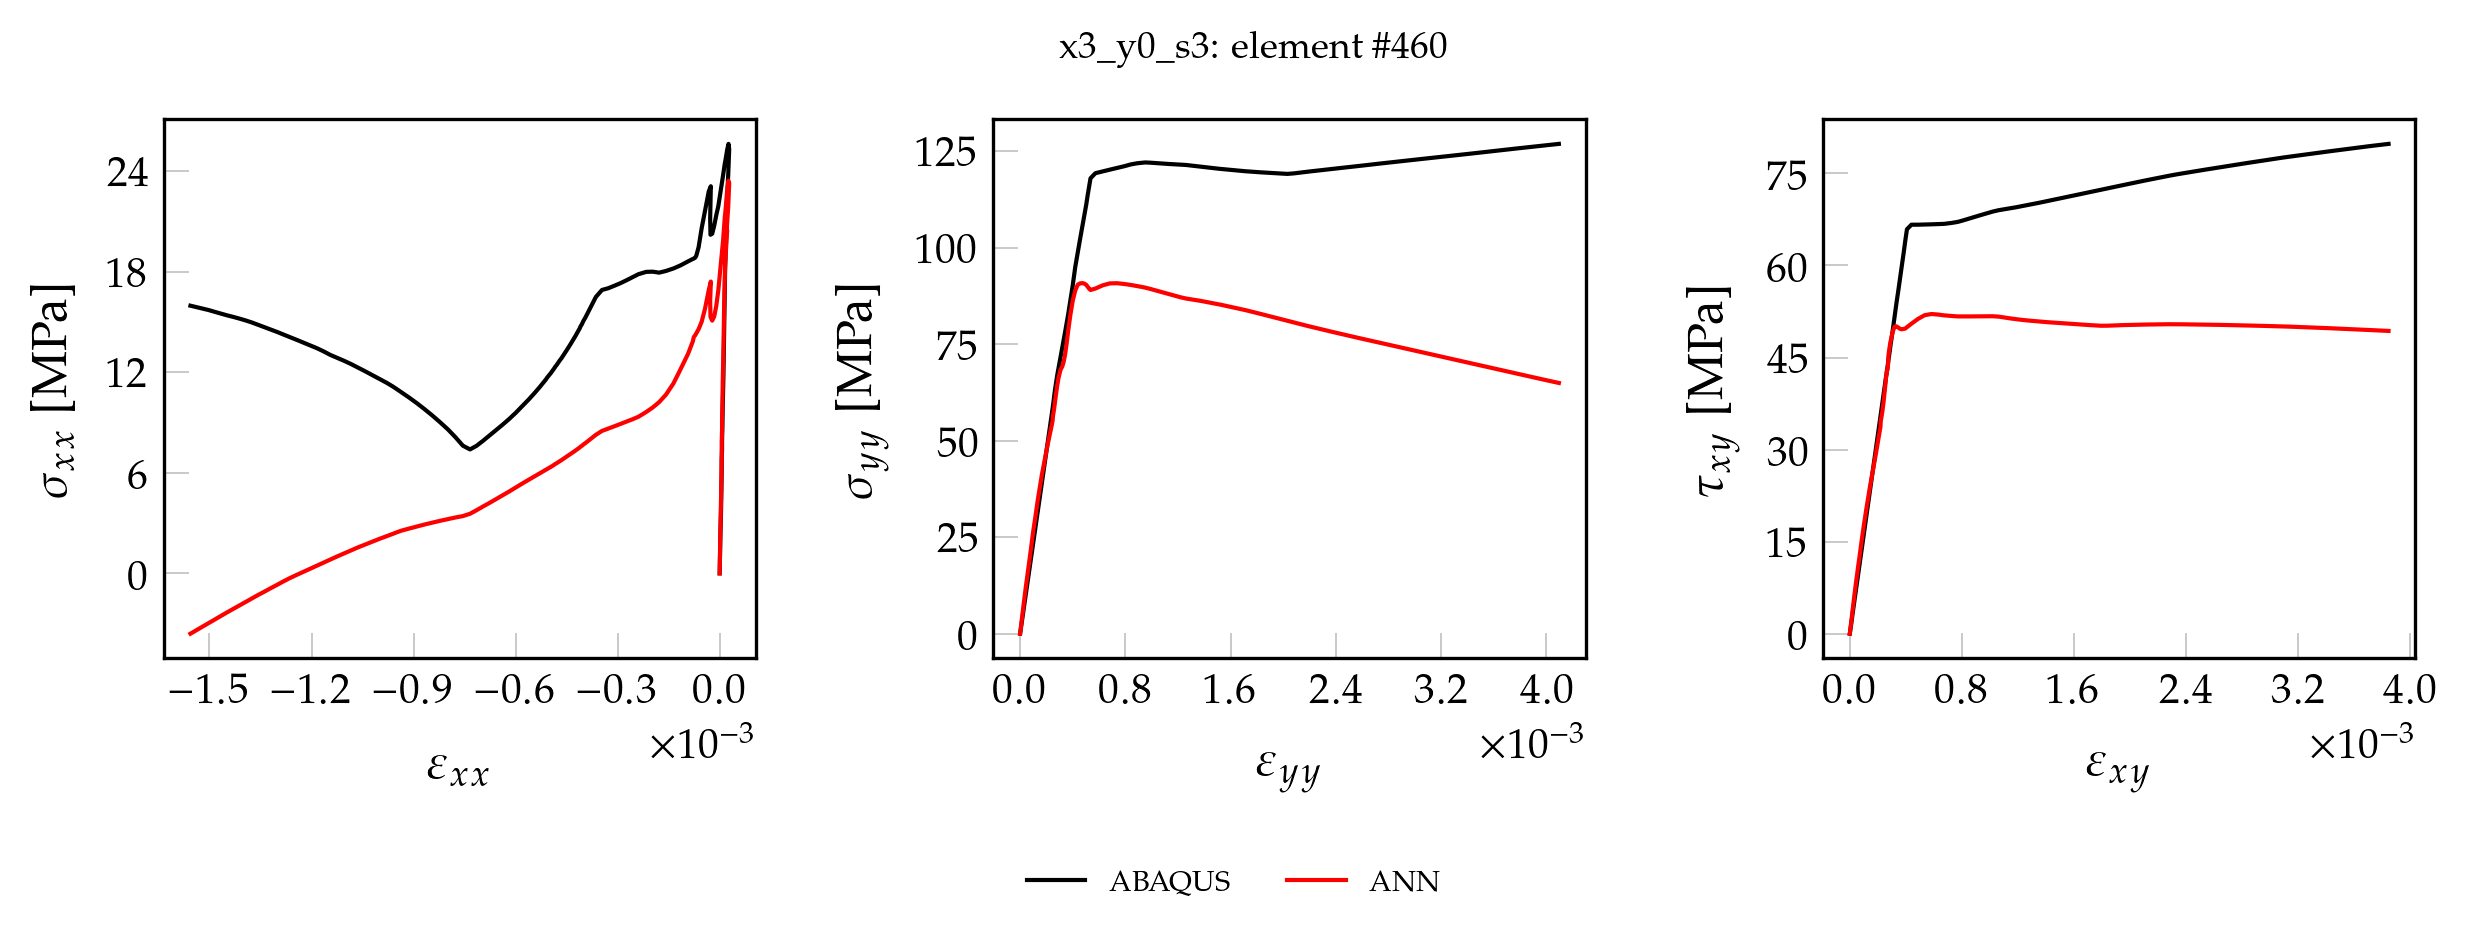 x3_y0_s3: element #460
σxx [MPa]
24
18
12
6
0
−1.5 −1.2 −0.9 −0.6 −0.3 0.0
×10−3
εxx
σyy [MPa]
125
100
75
50
25
0
0.0 0.8 1.6 2.4 3.2 4.0
×10−3
εyy
τxy [MPa]
75
60
45
30
15
0
0.0 0.8 1.6 2.4 3.2 4.0
×10−3
εxy
ABAQUS ANN